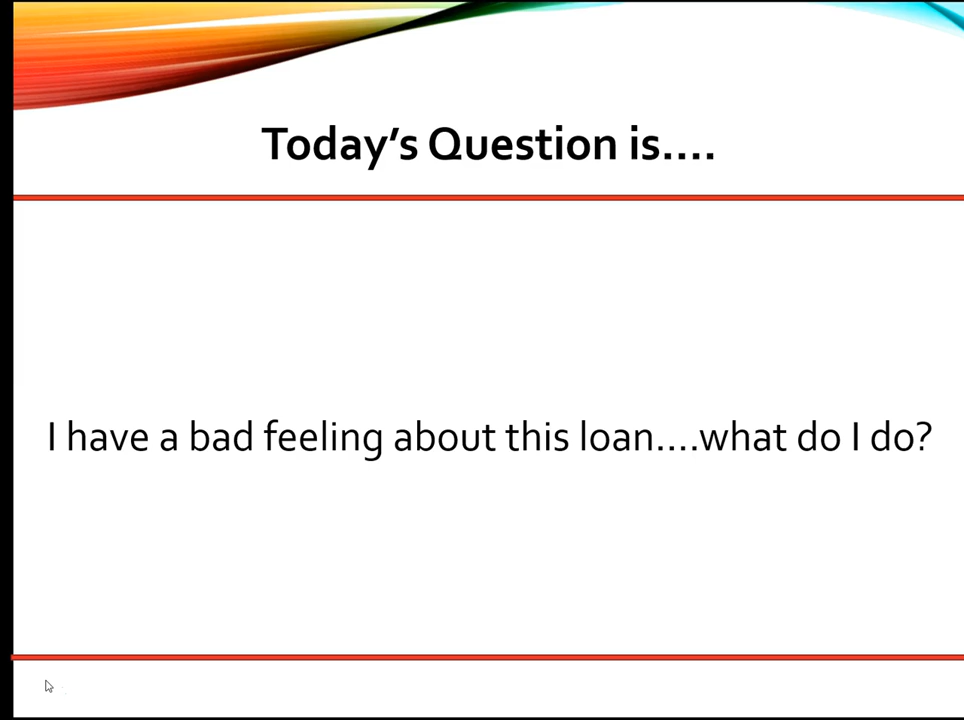 Today’s Question is....
I have a bad feeling about this loan....what do I do?